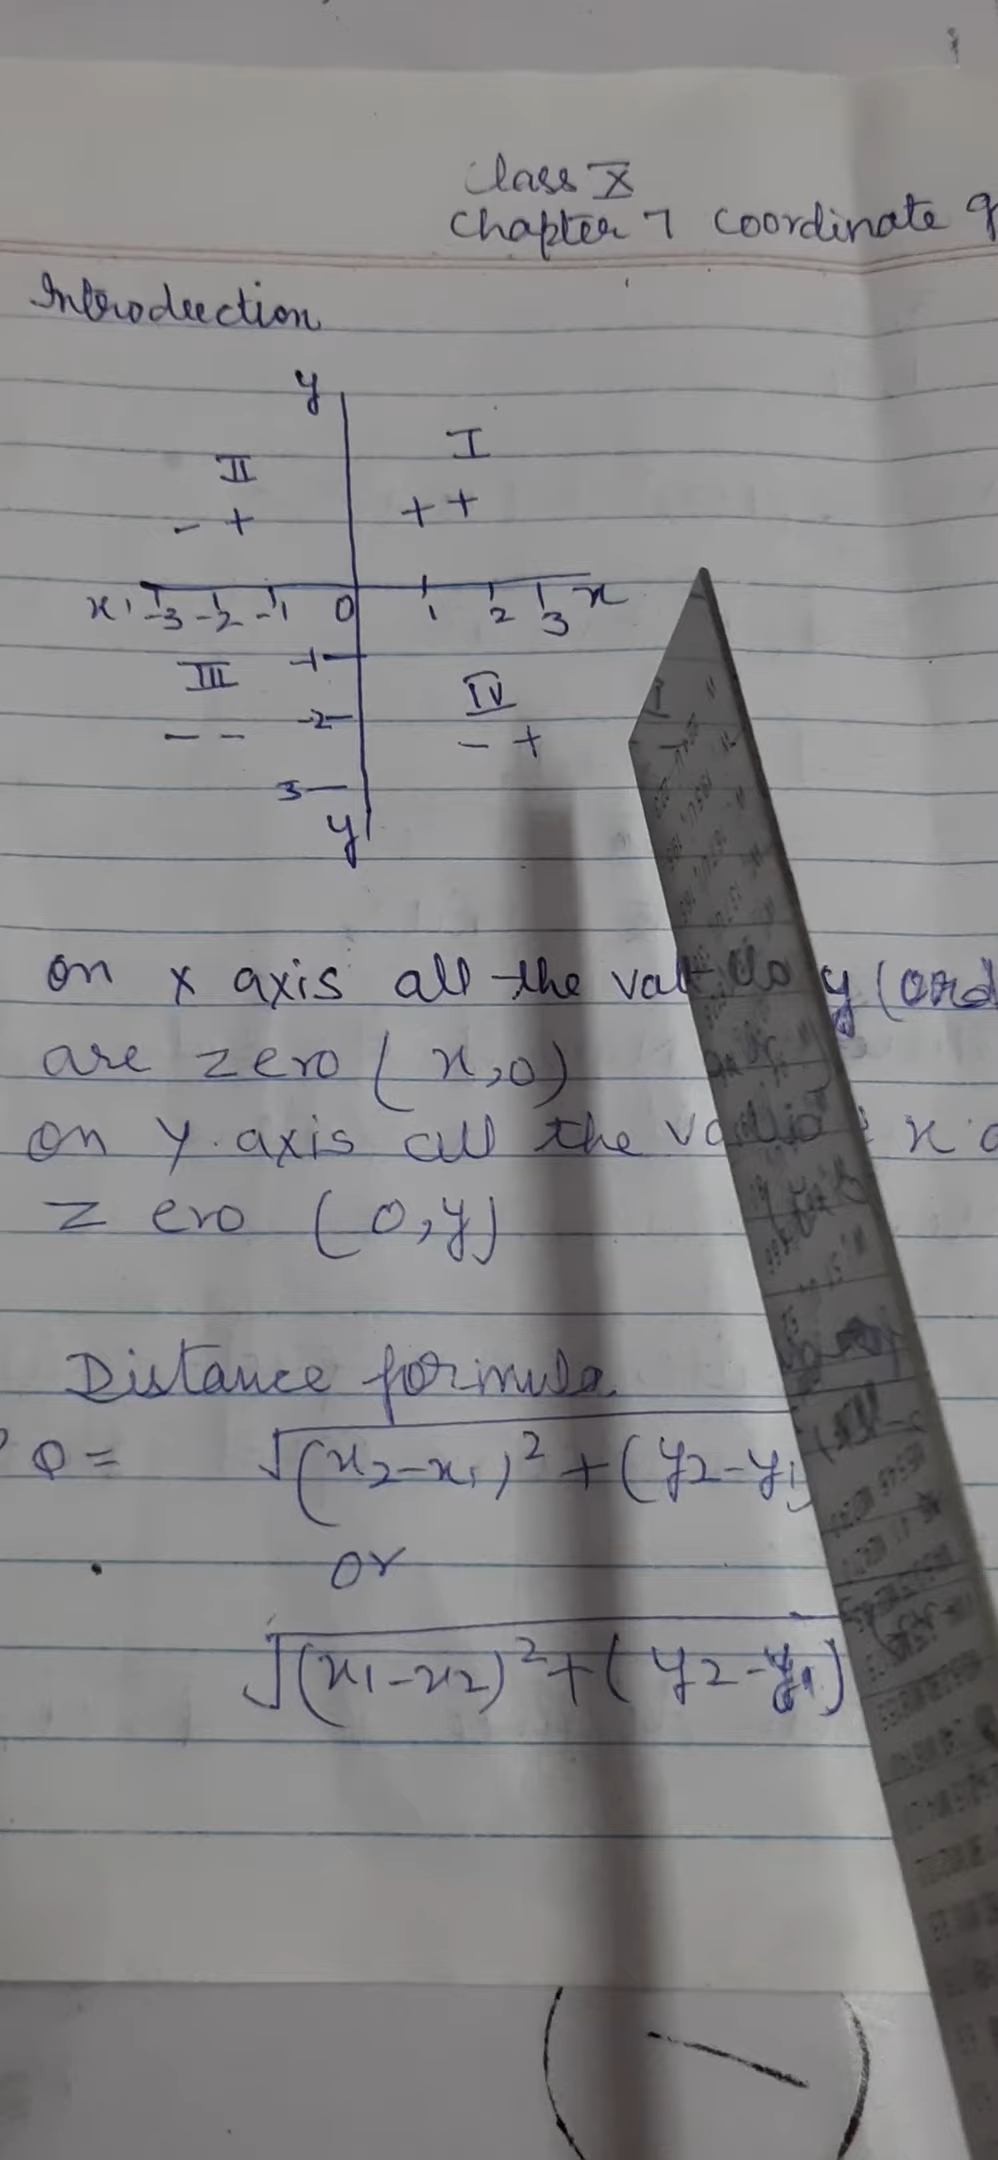 Class X
Chapter 7 Coordinate
Introduction
y
II I
- + + +
x' -3 -2 -1 0 1 2 3 x
III -1 IV
- - -2 - +
3
y
on x axis all the y (ord
are zero (x,0)
on y axis all the x
zero (0,y)
Distance formula
Q = √(x2-x1)² + (y2-y1
or
√(x1-x2)² + (y2-y1)